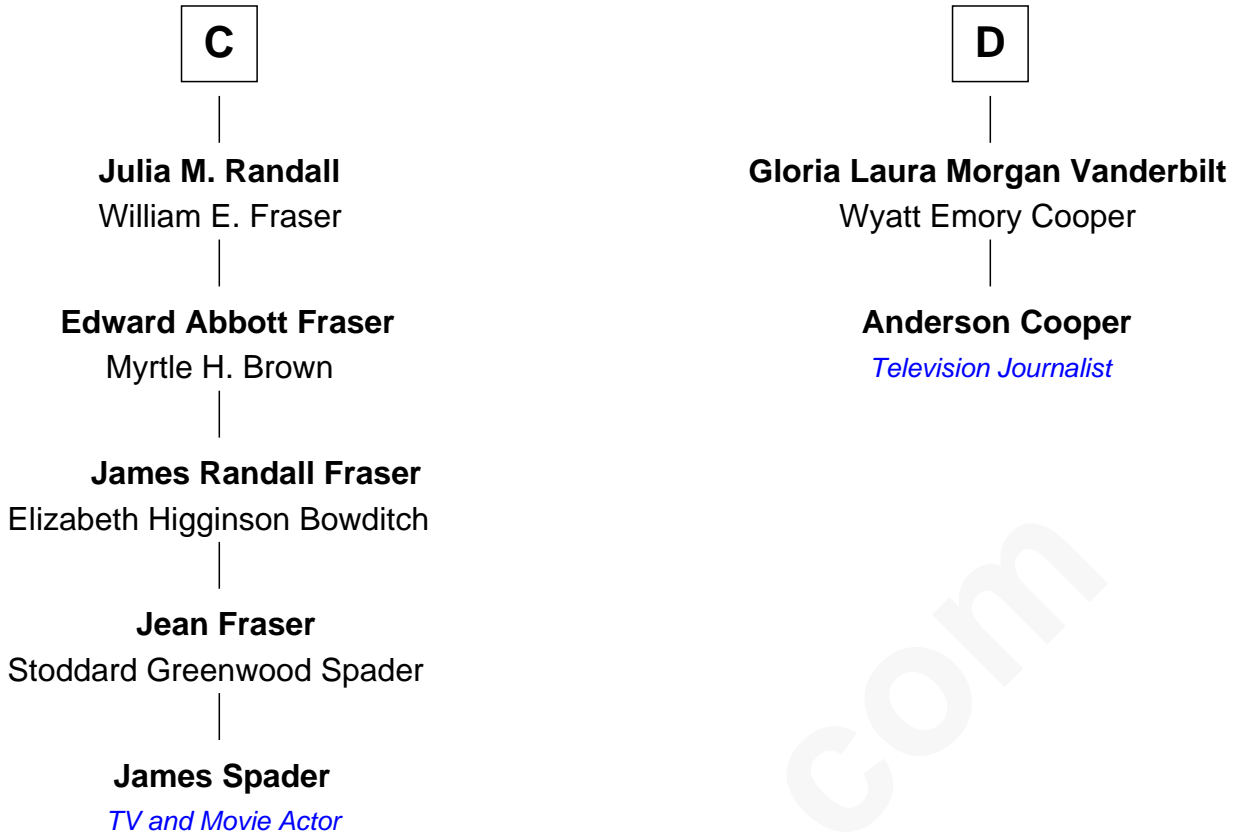 C
Julia M. Randall
William E. Fraser
Edward Abbott Fraser
Myrtle H. Brown
James Randall Fraser
Elizabeth Higginson Bowditch
Jean Fraser
Stoddard Greenwood Spader
James Spader
TV and Movie Actor
D
Gloria Laura Morgan Vanderbilt
Wyatt Emory Cooper
Anderson Cooper
Television Journalist
com